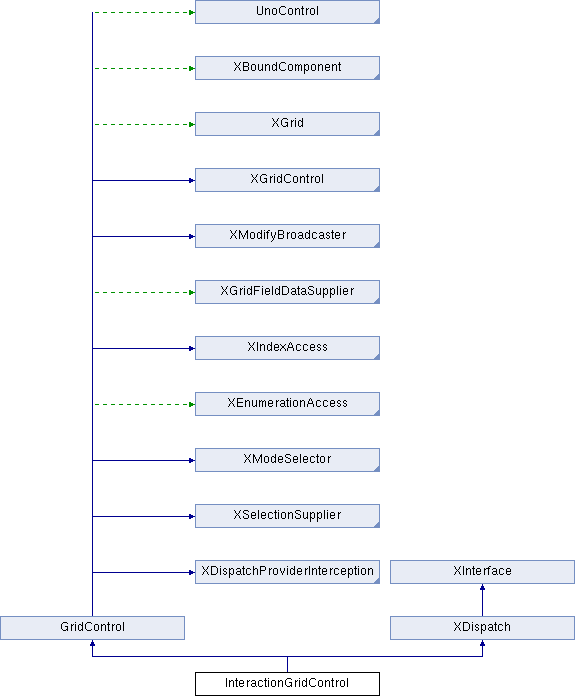 UnoControl
XBoundComponent
XGrid
XGridControl
XModifyBroadcaster
XGridFieldDataSupplier
XIndexAccess
XEnumerationAccess
XModeSelector
XSelectionSupplier
XDispatchProviderInterception
XInterface
GridControl
XDispatch
InteractionGridControl